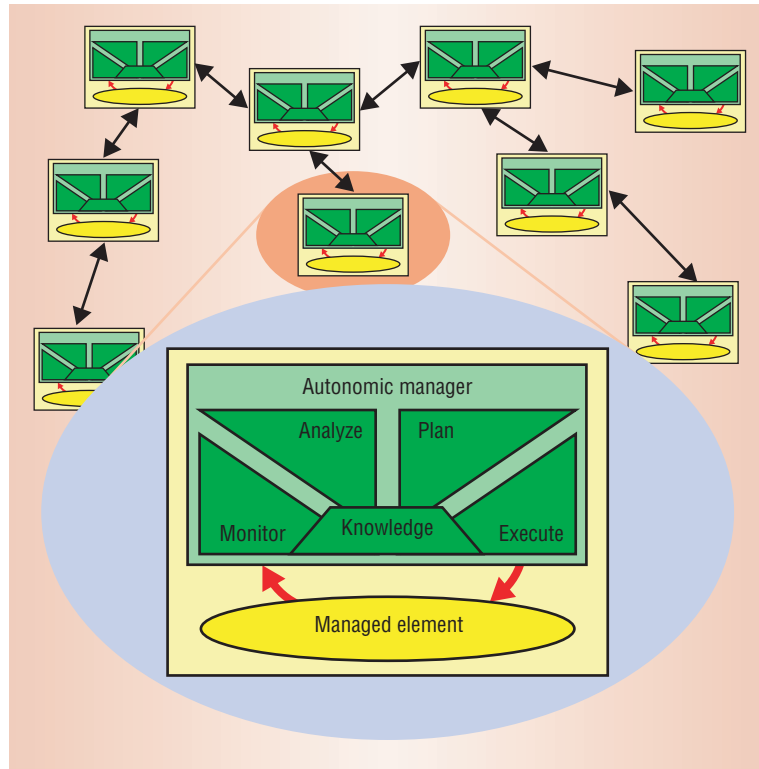 Autonomic manager
Analyze Plan
Monitor Knowledge Execute
Managed element